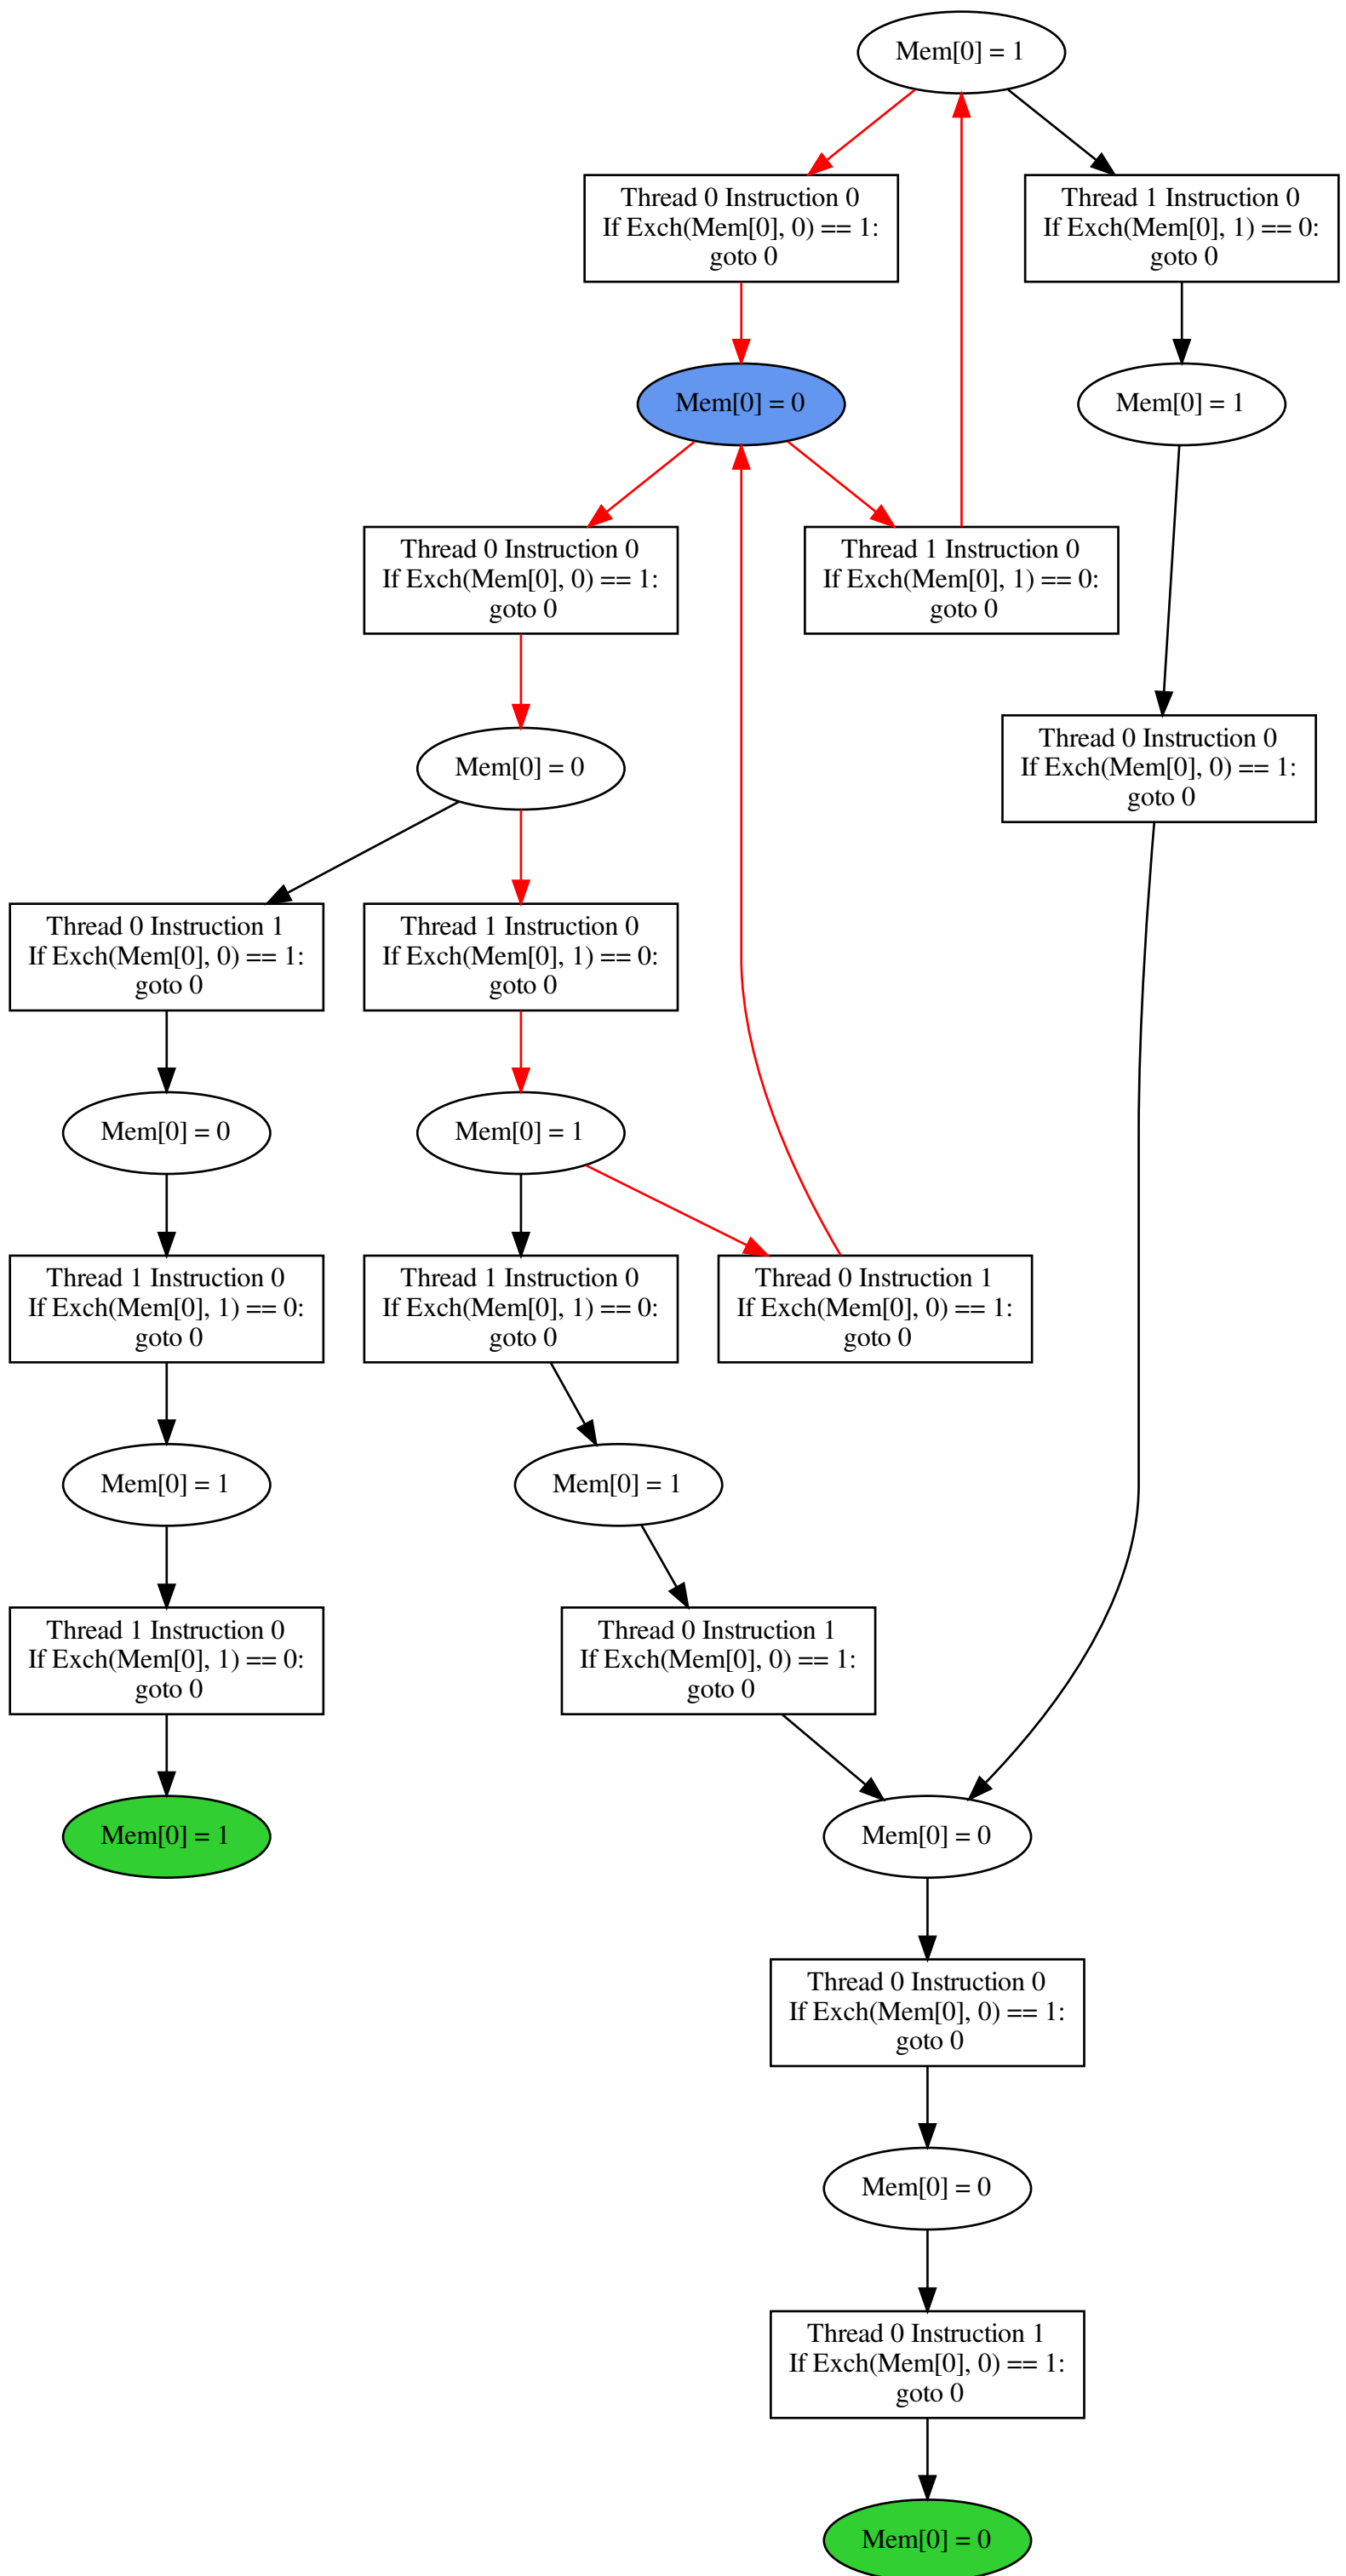 Mem[0] = 1
Thread 0 Instruction 0
If Exch(Mem[0], 0) == 1:
goto 0
Thread 1 Instruction 0
If Exch(Mem[0], 1) == 0:
goto 0
Mem[0] = 0
Mem[0] = 1
Thread 0 Instruction 0
If Exch(Mem[0], 0) == 1:
goto 0
Thread 1 Instruction 0
If Exch(Mem[0], 1) == 0:
goto 0
Thread 0 Instruction 0
If Exch(Mem[0], 0) == 1:
goto 0
Mem[0] = 0
Thread 0 Instruction 1
If Exch(Mem[0], 0) == 1:
goto 0
Thread 1 Instruction 0
If Exch(Mem[0], 1) == 0:
goto 0
Mem[0] = 0
Mem[0] = 1
Thread 1 Instruction 0
If Exch(Mem[0], 1) == 0:
goto 0
Thread 1 Instruction 0
If Exch(Mem[0], 1) == 0:
goto 0
Thread 0 Instruction 1
If Exch(Mem[0], 0) == 1:
goto 0
Mem[0] = 1
Mem[0] = 1
Thread 1 Instruction 0
If Exch(Mem[0], 1) == 0:
goto 0
Thread 0 Instruction 1
If Exch(Mem[0], 0) == 1:
goto 0
Mem[0] = 1
Mem[0] = 0
Thread 0 Instruction 0
If Exch(Mem[0], 0) == 1:
goto 0
Mem[0] = 0
Thread 0 Instruction 1
If Exch(Mem[0], 0) == 1:
goto 0
Mem[0] = 0